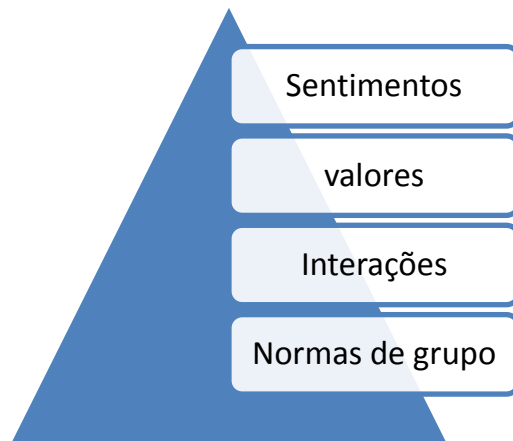 Sentimentos
valores
Interações
Normas de grupo